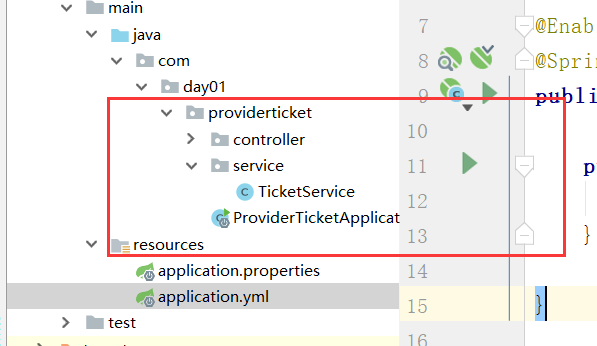 main
java
com
day01
providerticket
controller
service
TicketService
ProviderTicketApplicat
resources
application.properties
application.yml
test
7 @Enab
8 @Sprin
9 publi
10
11 p
12
13 }
14
15 }
16